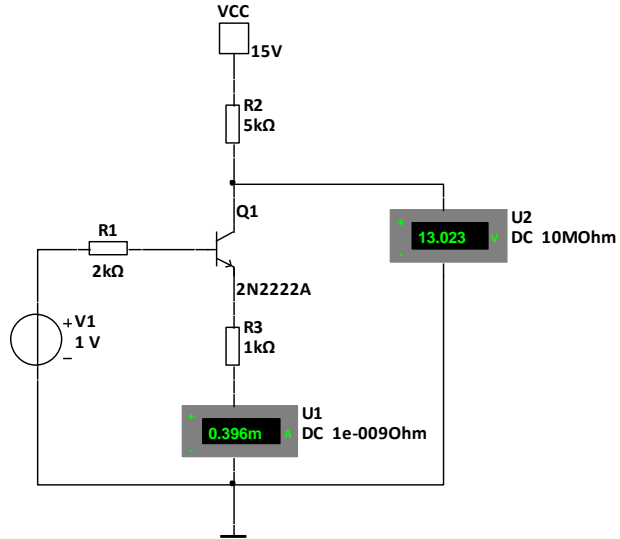 VCC
15V
R2
5kΩ
Q1
R1
2kΩ
2N2222A
+
13.023 V
-
U2
DC 10MOhm
+ V1
- 1 V
R3
1kΩ
+
0.396m A
-
U1
DC 1e-009Ohm